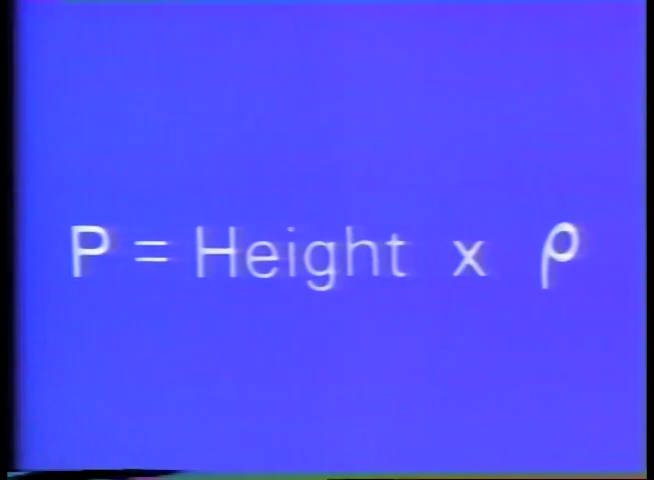 P = Height x ρ